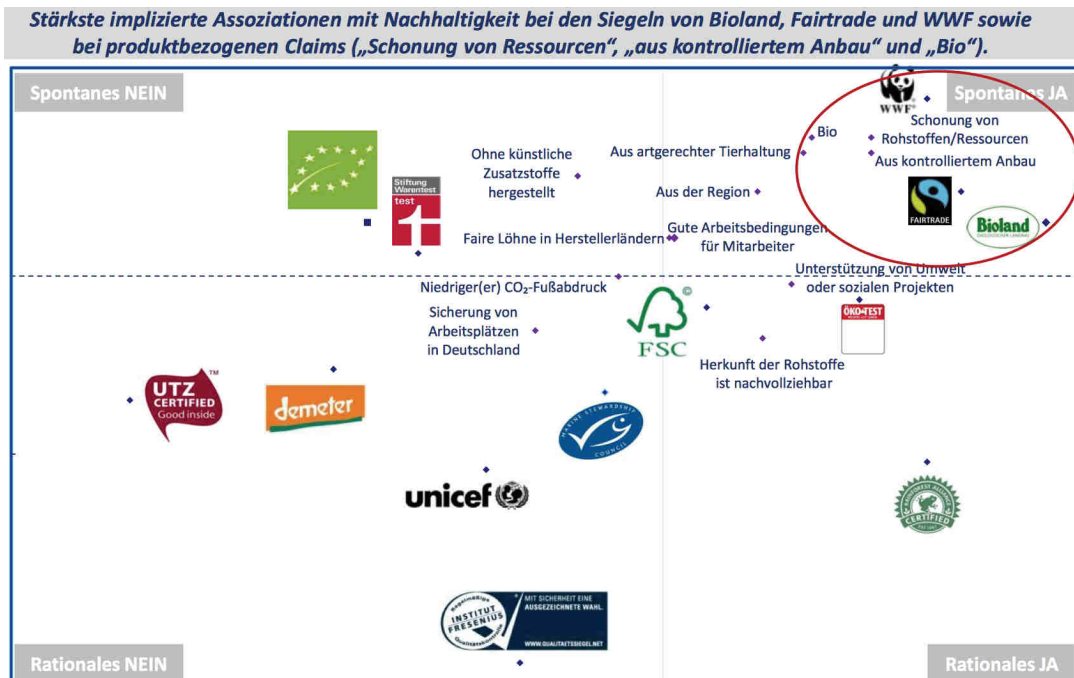 Stärkste implizierte Assoziationen mit Nachhaltigkeit bei den Siegeln von Bioland, Fairtrade und WWF sowie
bei produktbezogenen Claims („Schonung von Ressourcen“, „aus kontrolliertem Anbau“ und „Bio“).
Spontanes NEIN
Spontanes JA
WWF®
Schonung von
Rohstoffen/Ressourcen
Bio
Aus kontrolliertem Anbau
Aus artgerechter Tierhaltung
Ohne künstliche
Zusatzstoffe
hergestellt
Stiftung
Warentest
test
Aus der Region
FAIRTRADE
Bioland
Faire Löhne in Herstellerländern
Gute Arbeitsbedingungen
für Mitarbeiter
Unterstützung von Umwelt
oder sozialen Projekten
Niedriger(er) CO₂-Fußabdruck
Sicherung von
Arbeitsplätzen
in Deutschland
©
FSC
ÖKO-TEST
Herkunft der Rohstoffe
ist nachvollziehbar
UTZ
CERTIFIED
Good inside
TM
demeter
MARINE STEWARDSHIP
COUNCIL
unicef
RAINFOREST ALLIANCE
CERTIFIED
Regelmäßige
INSTITUT
FRESENIUS
Qualitätskontrolle
MIT SICHERHEIT EINE
AUSGEZEICHNETE WAHL.
WWW.QUALITAETSSIEGEL.NET
Rationales NEIN
Rationales JA